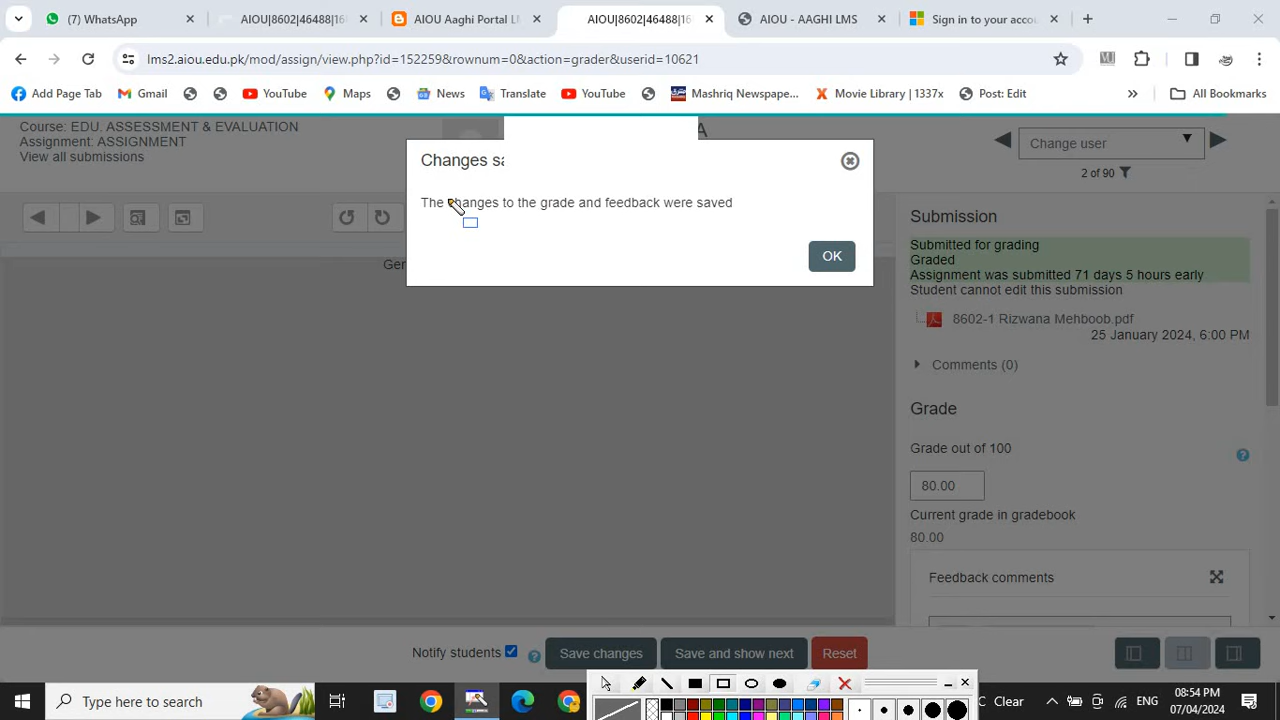 (7) WhatsApp
AIOU|8602|46488|16
AIOU Aaghi Portal L
AIOU|8602|46488|16
AIOU - AAGHI LMS
Sign in to your acco
lms2.aiou.edu.pk/mod/assign/view.php?id=152259&rownum=0&action=grader&userid=10621
Add Page Tab
Gmail
YouTube
Maps
News
Translate
YouTube
Mashriq Newspape...
Movie Library | 1337x
Post: Edit
All Bookmarks
Course: EDU. ASSESSMENT & EVALUATION
Assignment: ASSIGNMENT
View all submissions
A
Change user
2 of 90
Changes sa
The changes to the grade and feedback were saved
OK
Ger
Submission
Submitted for grading
Graded
Assignment was submitted 71 days 5 hours early
Student cannot edit this submission
8602-1 Rizwana Mehboob.pdf
25 January 2024, 6:00 PM
Comments (0)
Grade
Grade out of 100
80.00
Current grade in gradebook
80.00
Feedback comments
Notify students
Save changes
Save and show next
Reset
Type here to search
Clear
ENG
08:54 PM
07/04/2024